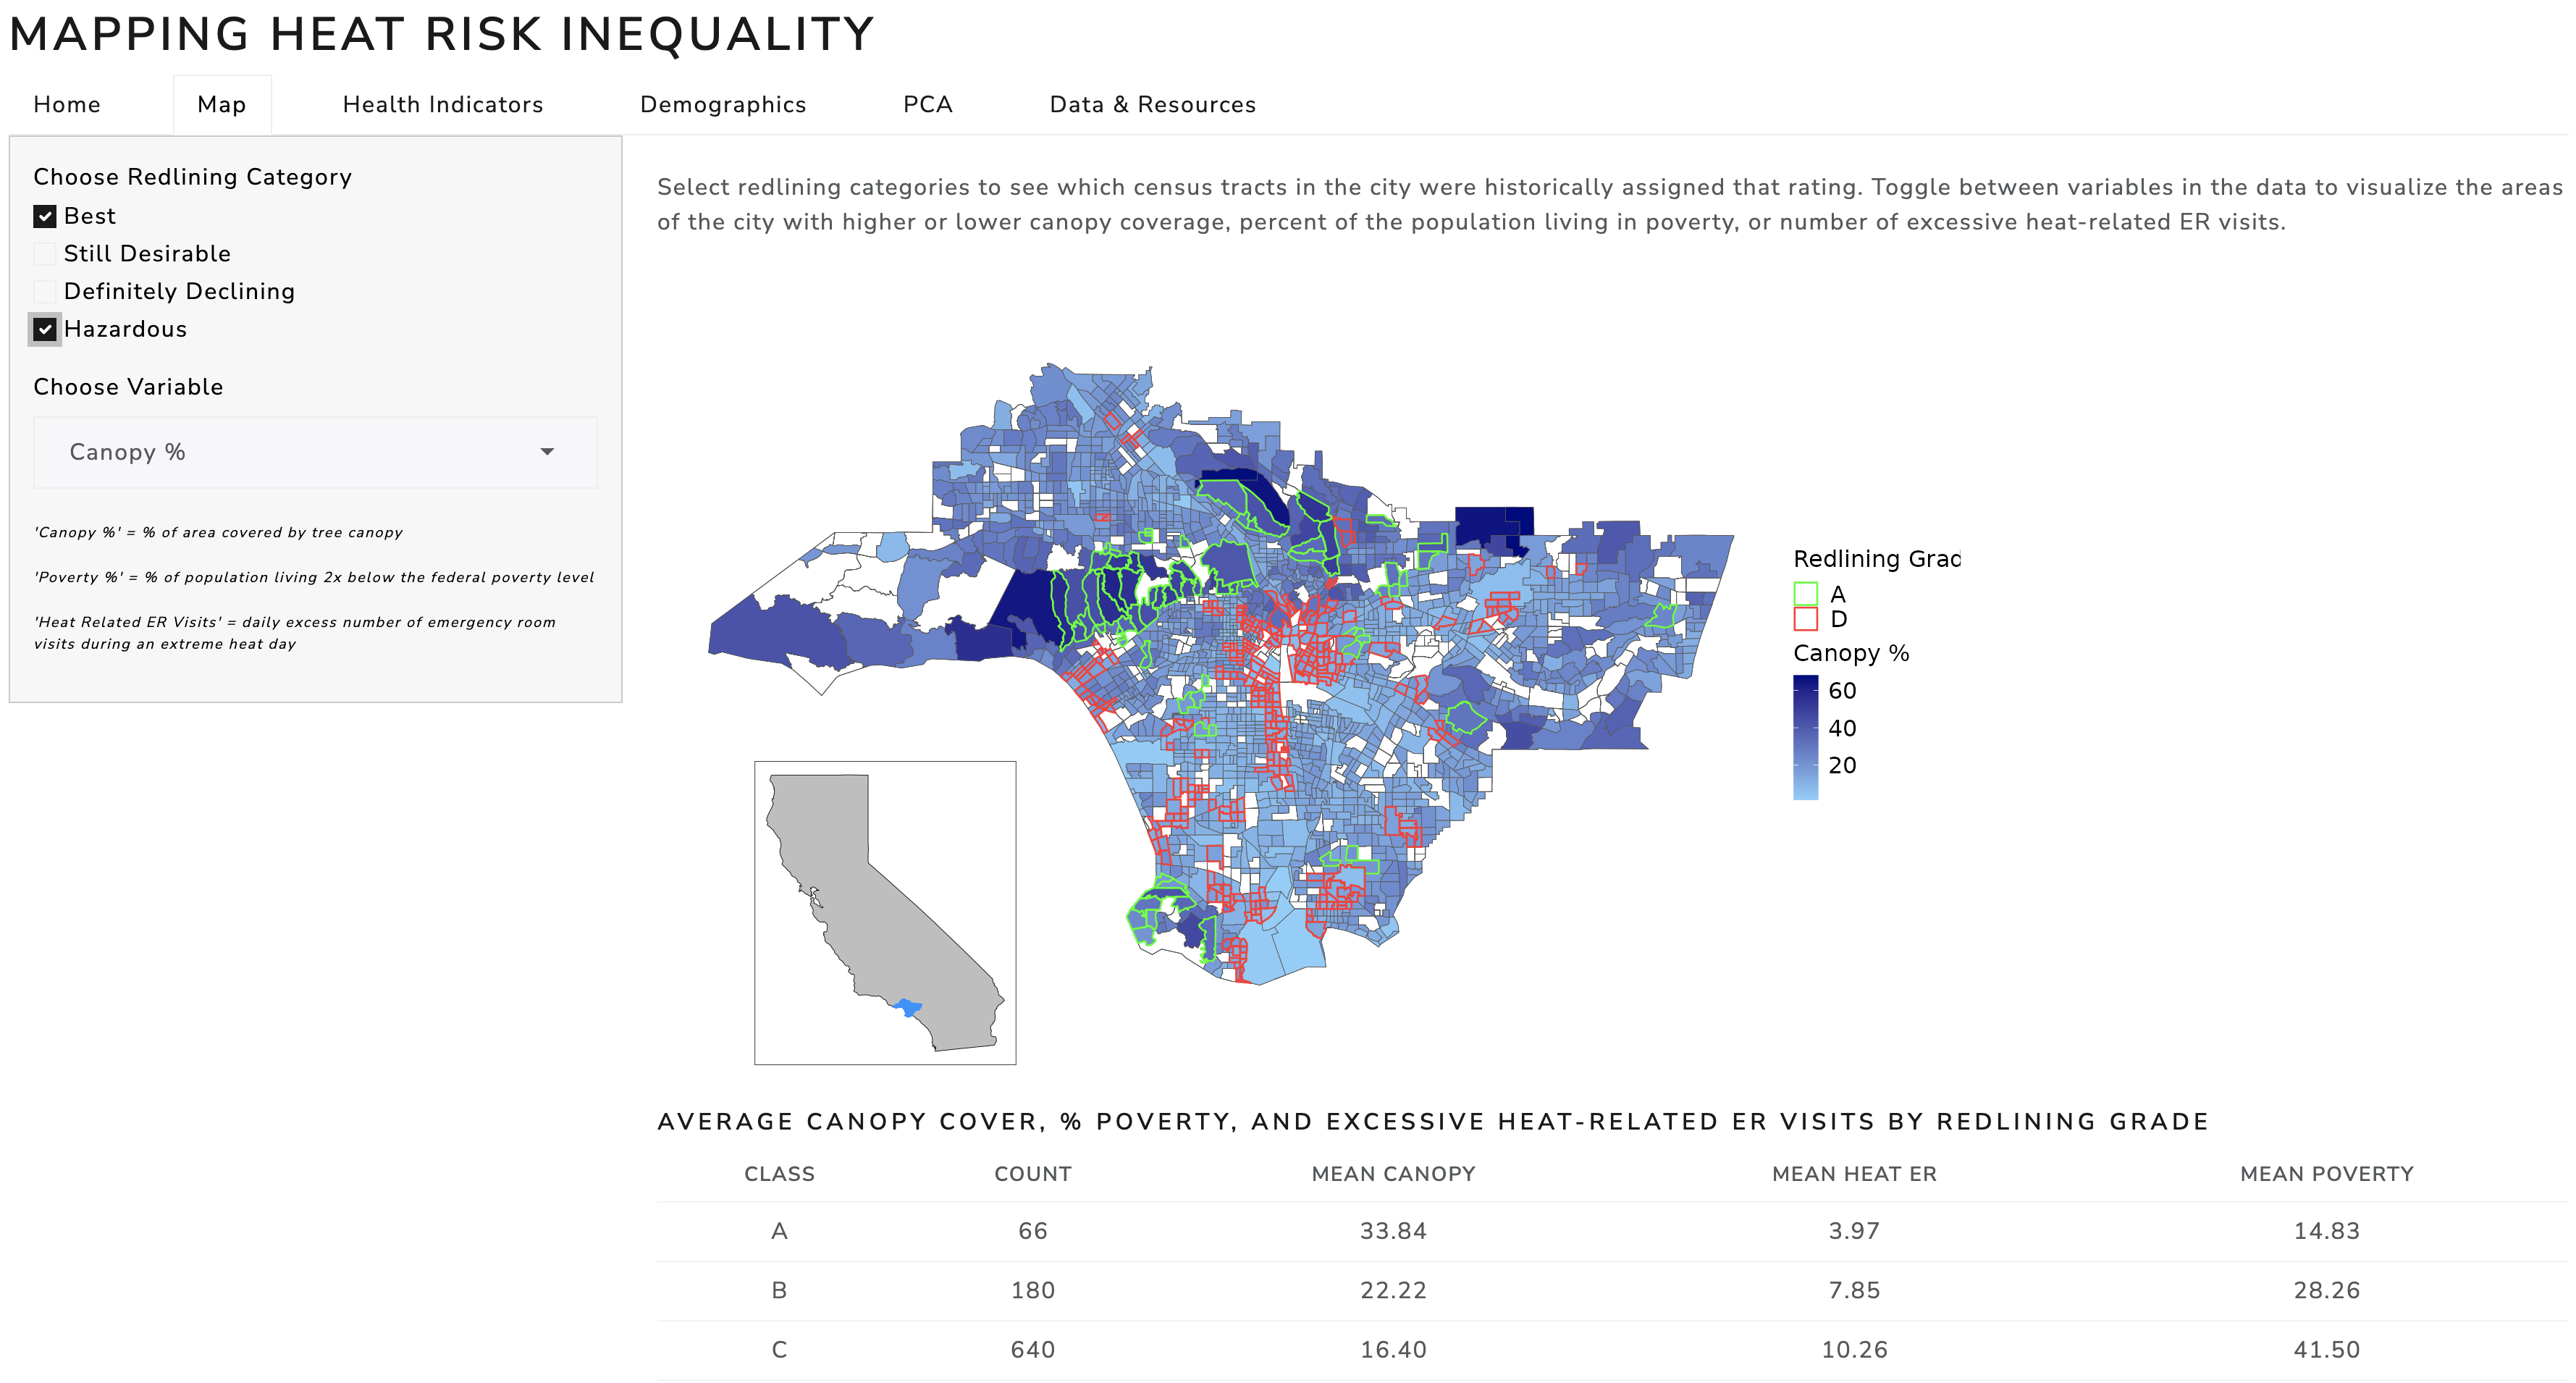 MAPPING HEAT RISK INEQUALITY
Home Map Health Indicators Demographics PCA Data & Resources
Choose Redlining Category
Best
Still Desirable
Definitely Declining
Hazardous
Choose Variable
Canopy %
'Canopy %' = % of area covered by tree canopy
'Poverty %' = % of population living 2x below the federal poverty level
'Heat Related ER Visits' = daily excess number of emergency room
visits during an extreme heat day
Select redlining categories to see which census tracts in the city were historically assigned that rating. Toggle between variables in the data to visualize the areas
of the city with higher or lower canopy coverage, percent of the population living in poverty, or number of excessive heat-related ER visits.
Redlining Grad
A
D
Canopy %
60
40
20
AVERAGE CANOPY COVER, % POVERTY, AND EXCESSIVE HEAT-RELATED ER VISITS BY REDLINING GRADE
CLASS COUNT MEAN CANOPY MEAN HEAT ER MEAN POVERTY
A 66 33.84 3.97 14.83
B 180 22.22 7.85 28.26
C 640 16.40 10.26 41.50